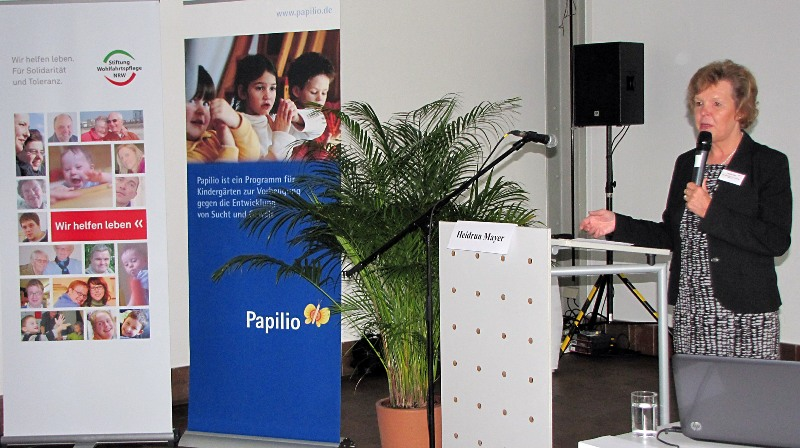 Wir helfen leben.
Für Solidarität
und Toleranz.
Stiftung
Wohlfahrtspflege
NRW
Wir helfen leben «
www.papilio.de
Papilio ist ein Programm für
Kindergärten zur Vorbeugung
gegen die Entwicklung
von Sucht und Gewalt
Papilio
Heidrun Mayer